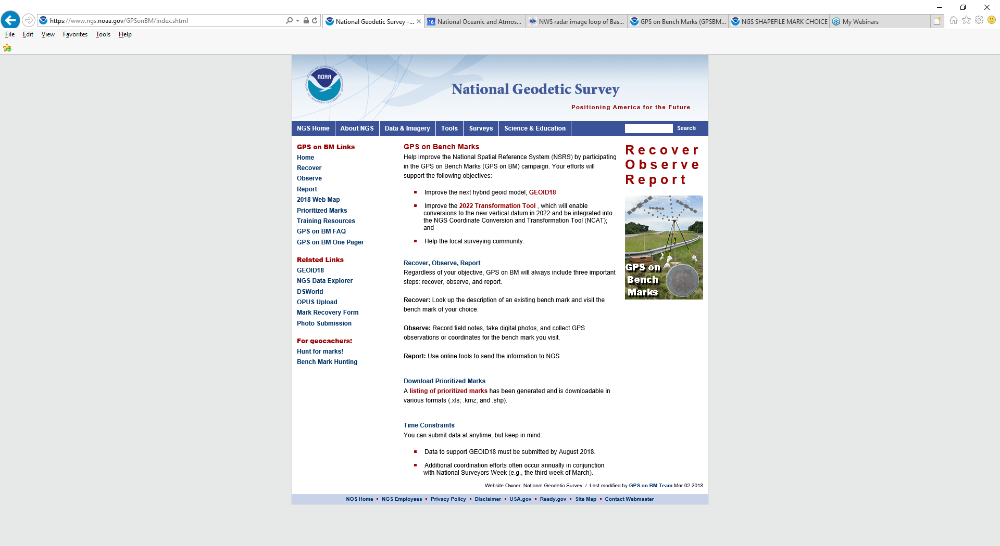 https://www.ngs.noaa.gov/GPSonBM/index.shtml
National Geodetic Survey -...
16 National Oceanic and Atmos...
NWS radar image loop of Bas...
GPS on Bench Marks (GPSBM...
NGS SHAPEFILE MARK CHOICE
My Webinars
File Edit View Favorites Tools Help
NOAA
National Geodetic Survey
Positioning America for the Future
NGS Home About NGS Data & Imagery Tools Surveys Science & Education Search
GPS on BM Links
Home
Recover
Observe
Report
2018 Web Map
Prioritized Marks
Training Resources
GPS on BM FAQ
GPS on BM One Pager
Related Links
GEOID18
NGS Data Explorer
DSWorld
OPUS Upload
Mark Recovery Form
Photo Submission
For geocachers:
Hunt for marks!
Bench Mark Hunting
GPS on Bench Marks
Help improve the National Spatial Reference System (NSRS) by participating
in the GPS on Bench Marks (GPS on BM) campaign. Your efforts will
support the following objectives:
Improve the next hybrid geoid model, GEOID18
Improve the 2022 Transformation Tool , which will enable
conversions to the new vertical datum in 2022 and be integrated into
the NGS Coordinate Conversion and Transformation Tool (NCAT);
and
Help the local surveying community.
Recover, Observe, Report
Regardless of your objective, GPS on BM will always include three important
steps: recover, observe, and report.
Recover: Look up the description of an existing bench mark and visit the
bench mark of your choice.
Observe: Record field notes, take digital photos, and collect GPS
observations or coordinates for the bench mark you visit.
Report: Use online tools to send the information to NGS.
Download Prioritized Marks
A listing of prioritized marks has been generated and is downloadable in
various formats (.xls; .kmz; and .shp).
Time Constraints
You can submit data at anytime, but keep in mind:
Data to support GEOID18 must be submitted by August 2018.
Additional coordination efforts often occur annually in conjunction
with National Surveyors Week (e.g., the third week of March).
Recover
Observe
Report
GPS on
Bench
Marks
Website Owner: National Geodetic Survey / Last modified by GPS on BM Team Mar 02 2018
NOS Home ▪ NGS Employees ▪ Privacy Policy ▪ Disclaimer ▪ USA.gov ▪ Ready.gov ▪ Site Map ▪ Contact Webmaster